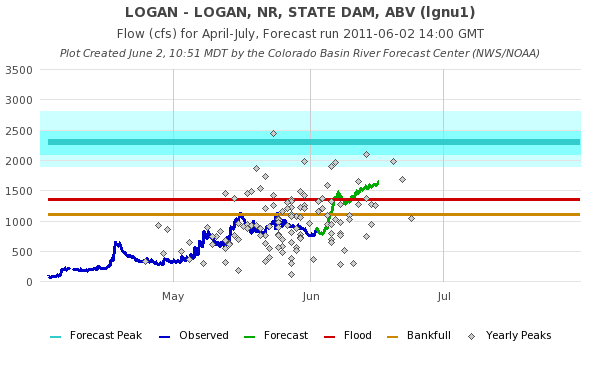 LOGAN - LOGAN, NR, STATE DAM, ABV (lgnu1)
Flow (cfs) for April-July, Forecast run 2011-06-02 14:00 GMT
Plot Created June 2, 10:51 MDT by the Colorado Basin River Forecast Center (NWS/NOAA)
3500
3000
2500
2000
1500
1000
500
0
May Jun Jul
Forecast Peak Observed Forecast Flood Bankfull Yearly Peaks